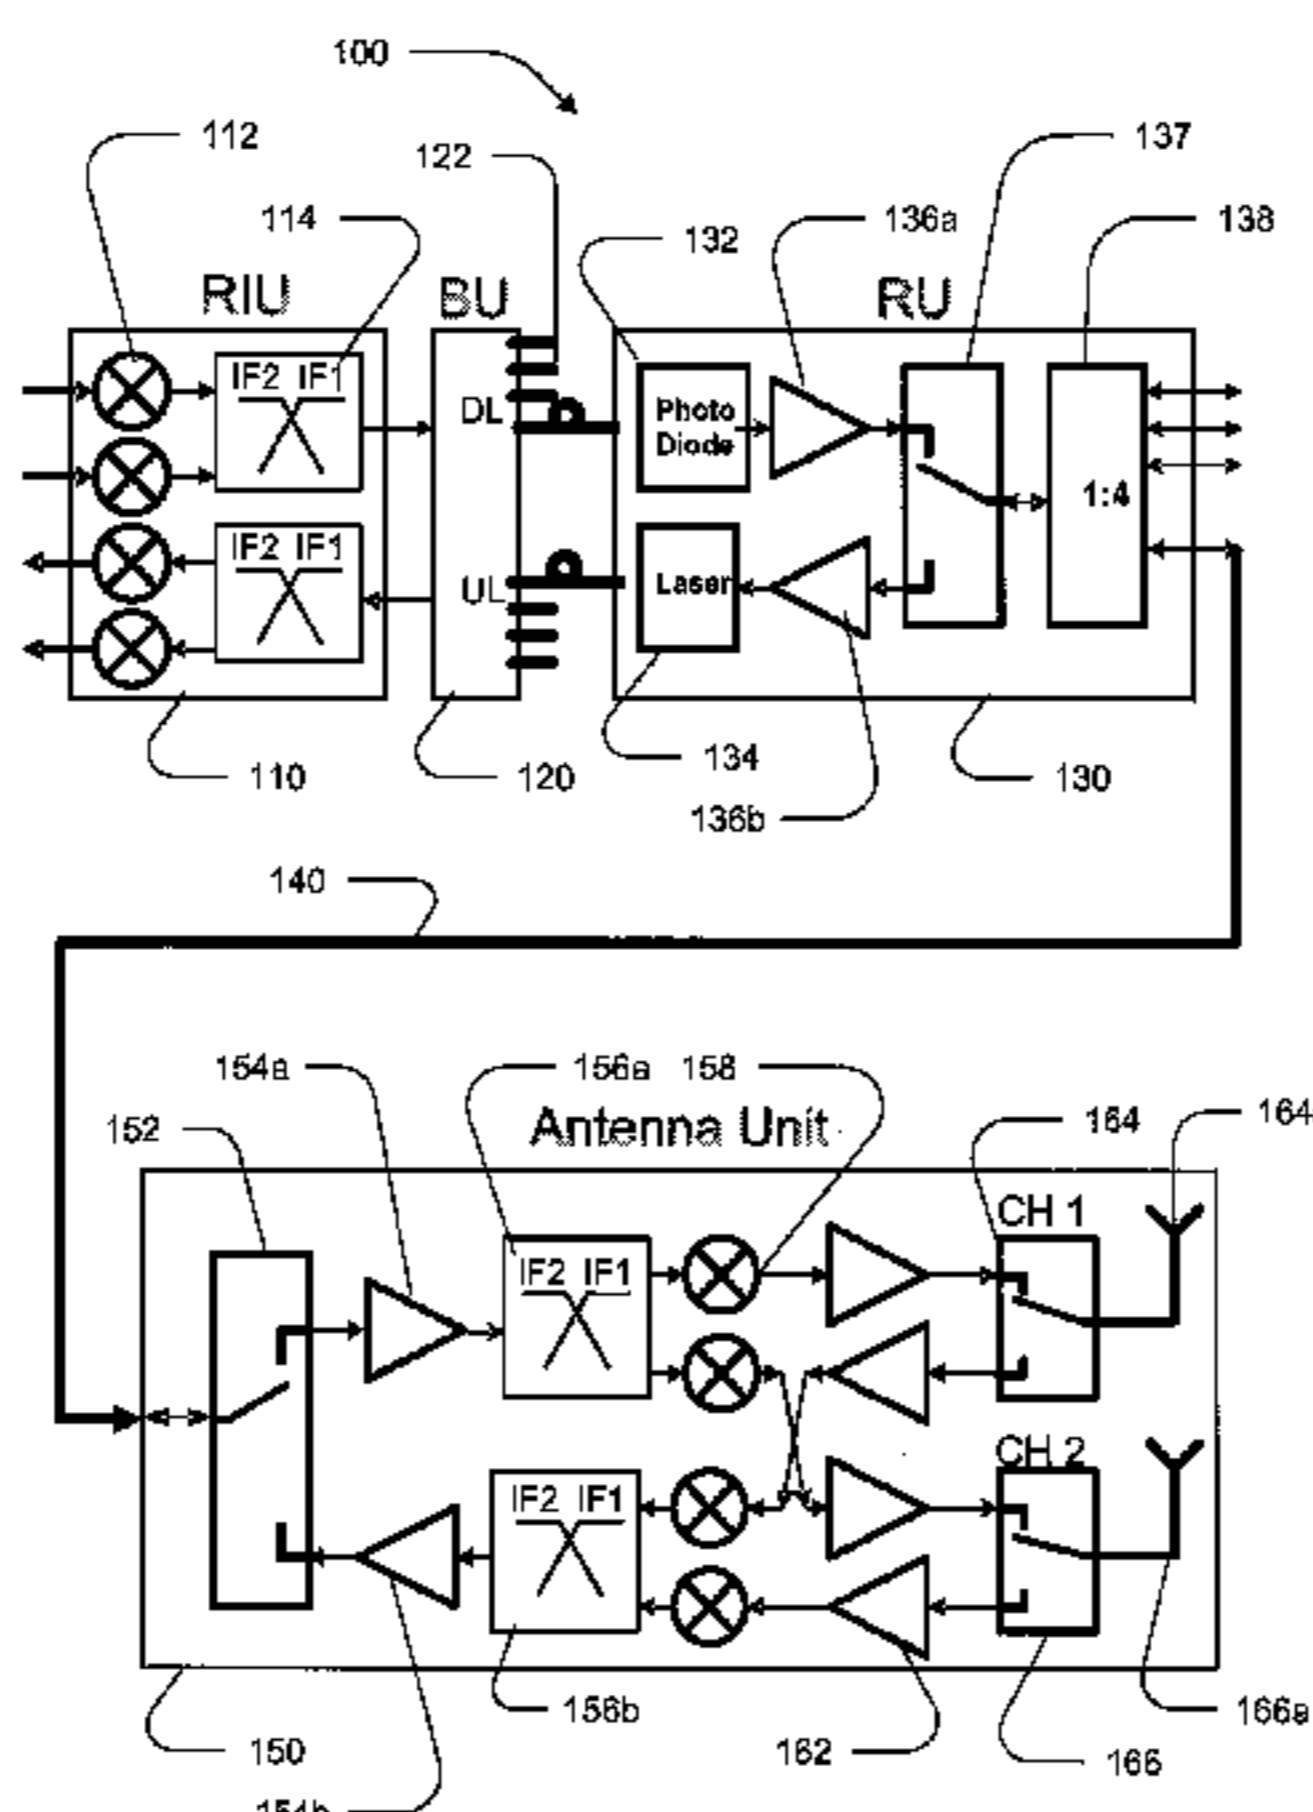 100
112
122
137
114
132
136a
138
RIU
BU
RU
IF2 IF1
DL
Photo
Diode
1:4
IF2 IF1
UL
Laser
110
120
134
130
136b
140
154a
156a
158
152
Antenna Unit
164
164
CH 1
IF2 IF1
CH 2
IF2 IF1
156b
150
162
166
166a
154b